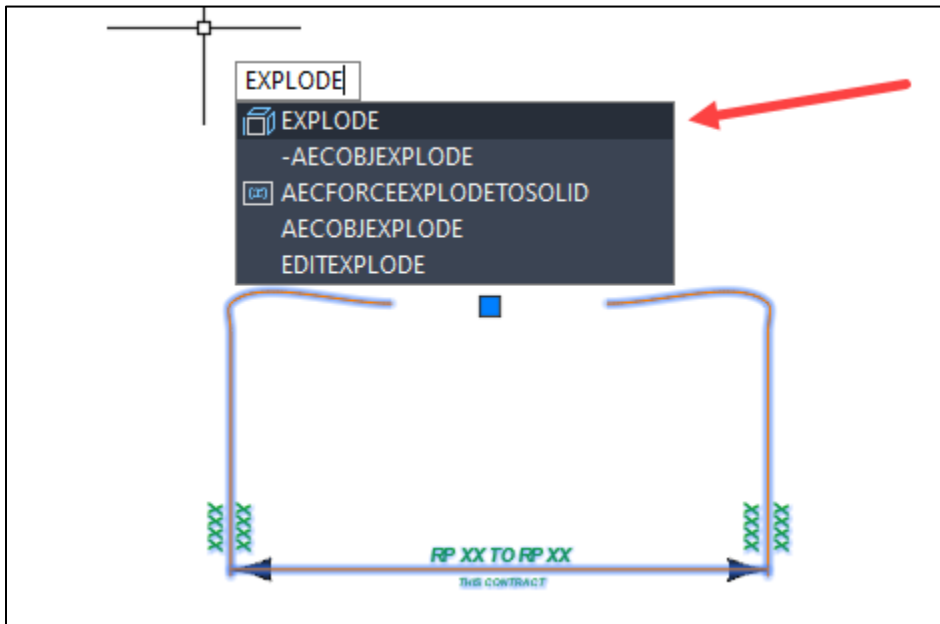 EXPLODE
EXPLODE
-AECOBJEXPLODE
(x) AECFORCEEXPLODETOSOLID
AECOBJEXPLODE
EDITEXPLODE
XXXX XXXX
XXXX XXXX
RP XX TO RP XX
THIS CONTRACT